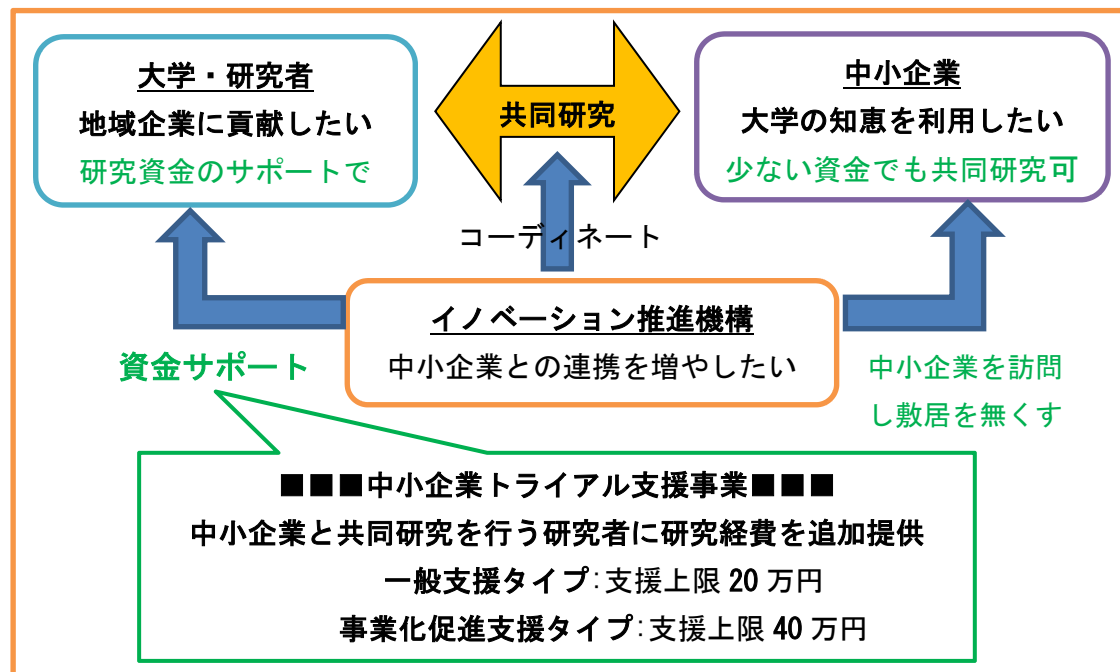 大学・研究者
地域企業に貢献したい
研究資金のサポートで
共同研究
中小企業
大学の知恵を利用したい
少ない資金でも共同研究可
コーディネート
イノベーション推進機構
中小企業との連携を増やしたい
資金サポート
中小企業を訪問
し敷居を無くす
■■■中小企業トライアル支援事業■■■
中小企業と共同研究を行う研究者に研究経費を追加提供
一般支援タイプ:支援上限 20 万円
事業化促進支援タイプ:支援上限 40 万円